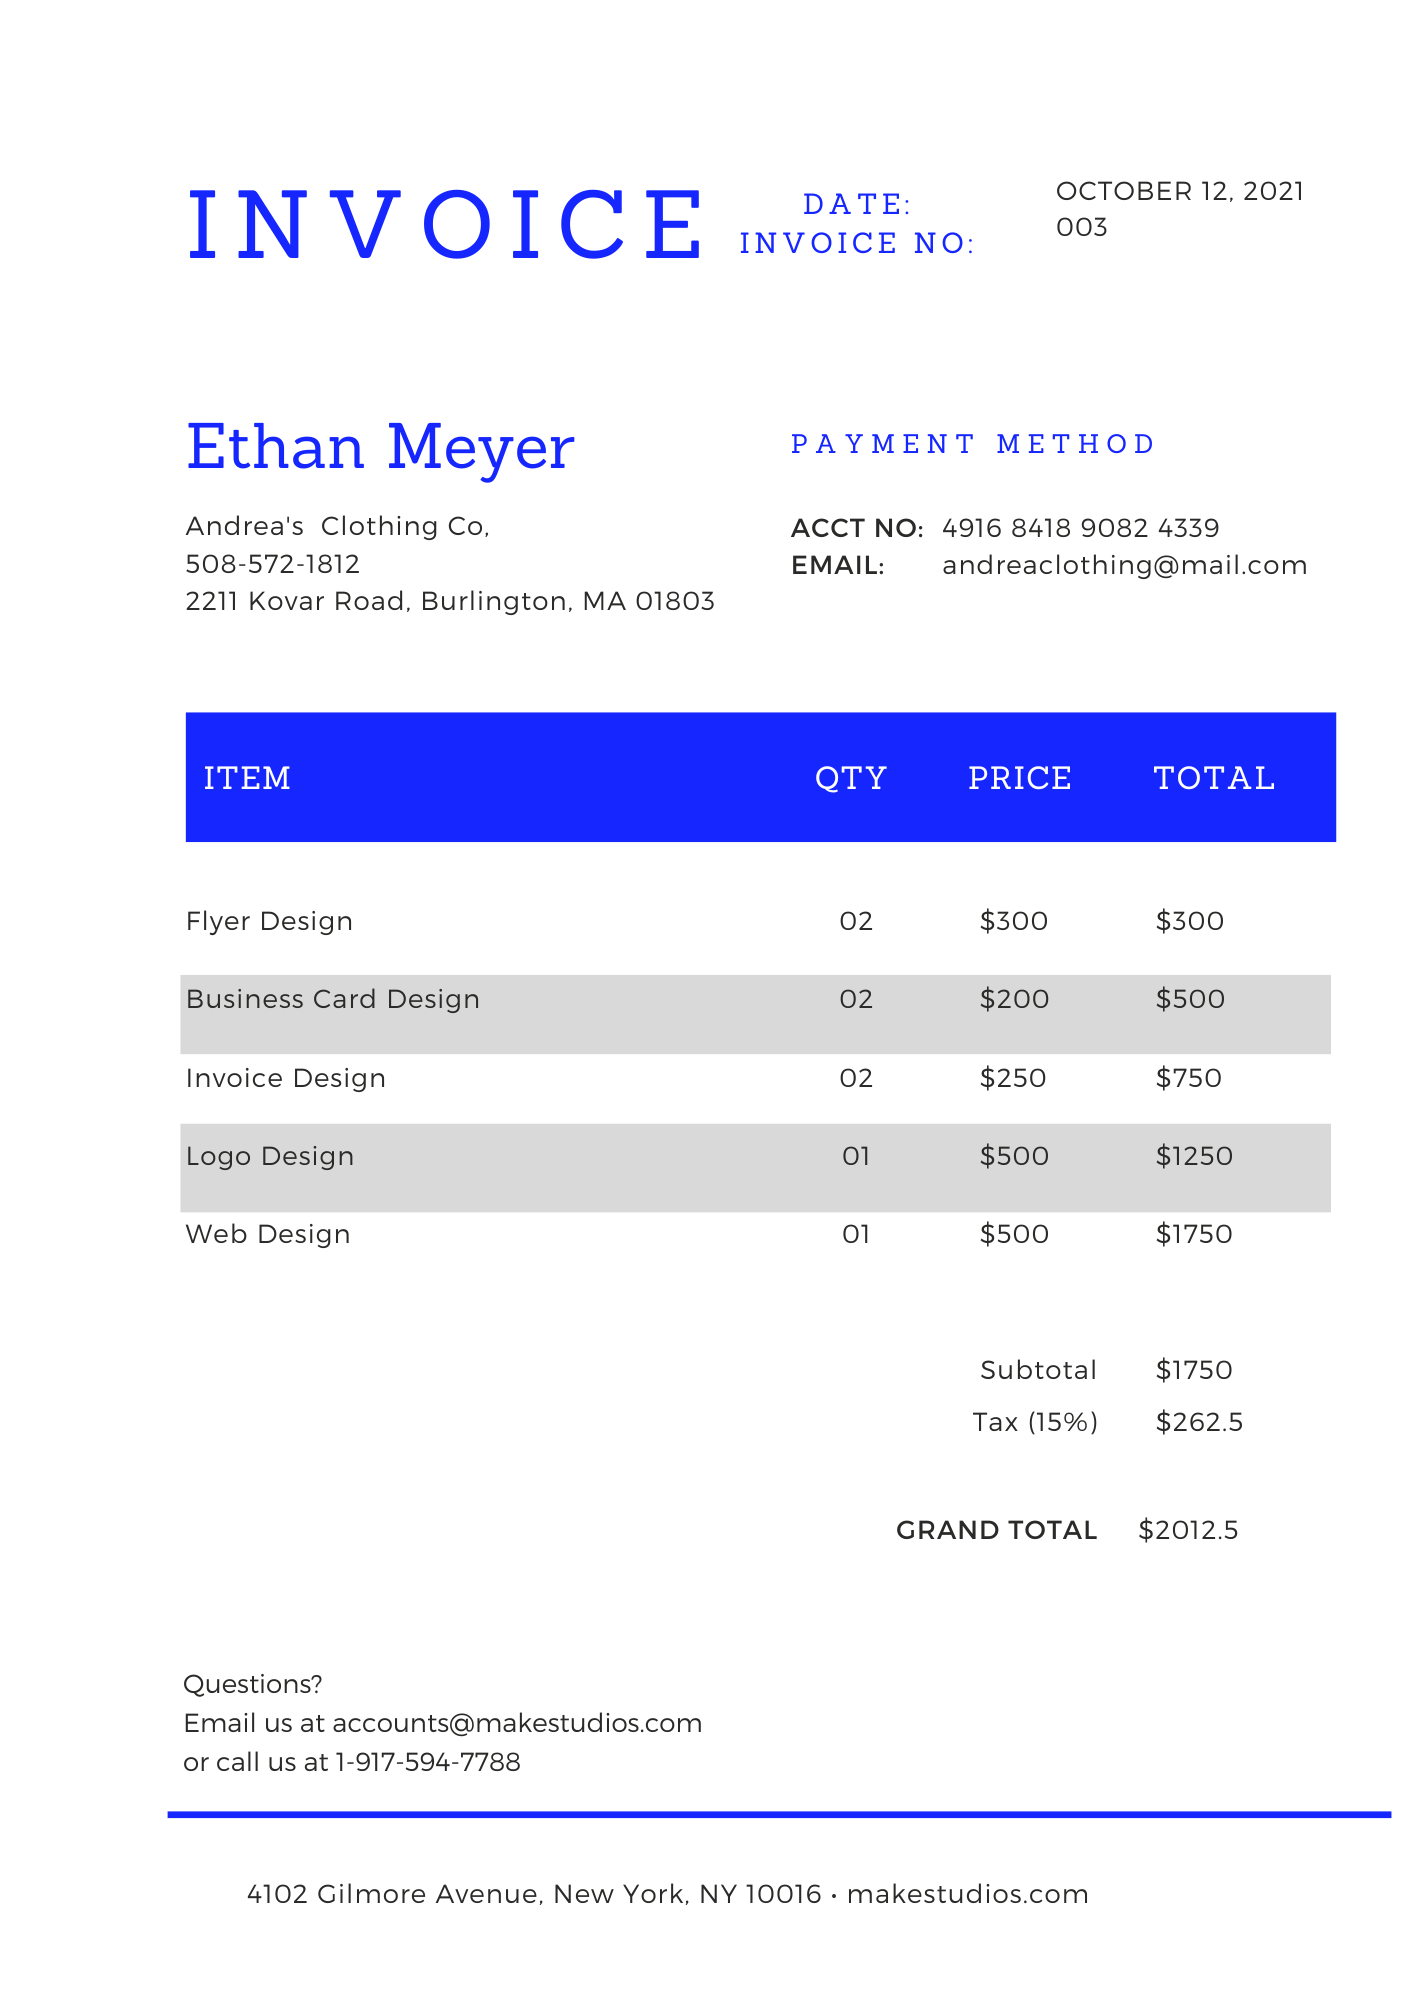 INVOICE
DATE: OCTOBER 12, 2021
INVOICE NO: 003
Ethan Meyer
Andrea's  Clothing Co,
508-572-1812
2211 Kovar Road, Burlington, MA 01803
PAYMENT METHOD
ACCT NO: 4916 8418 9082 4339
EMAIL: andreaclothing@mail.com
ITEM QTY PRICE TOTAL
Flyer Design 02 $300 $300
Business Card Design 02 $200 $500
Invoice Design 02 $250 $750
Logo Design 01 $500 $1250
Web Design 01 $500 $1750
Subtotal $1750
Tax (15%) $262.5
GRAND TOTAL $2012.5
Questions?
Email us at accounts@makestudios.com
or call us at 1-917-594-7788
4102 Gilmore Avenue, New York, NY 10016 • makestudios.com